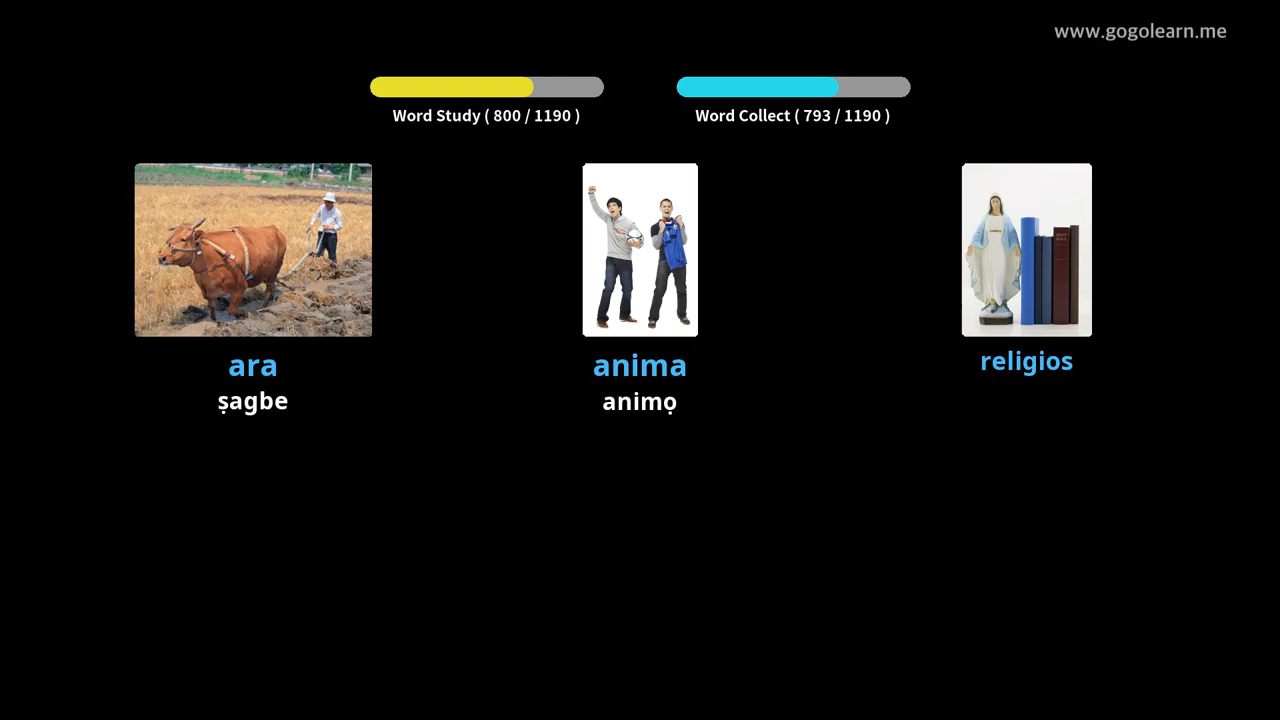 www.gogolearn.me
Word Study ( 800 / 1190 )
Word Collect ( 793 / 1190 )
ara
ṣagbe
anima
animọ
religios